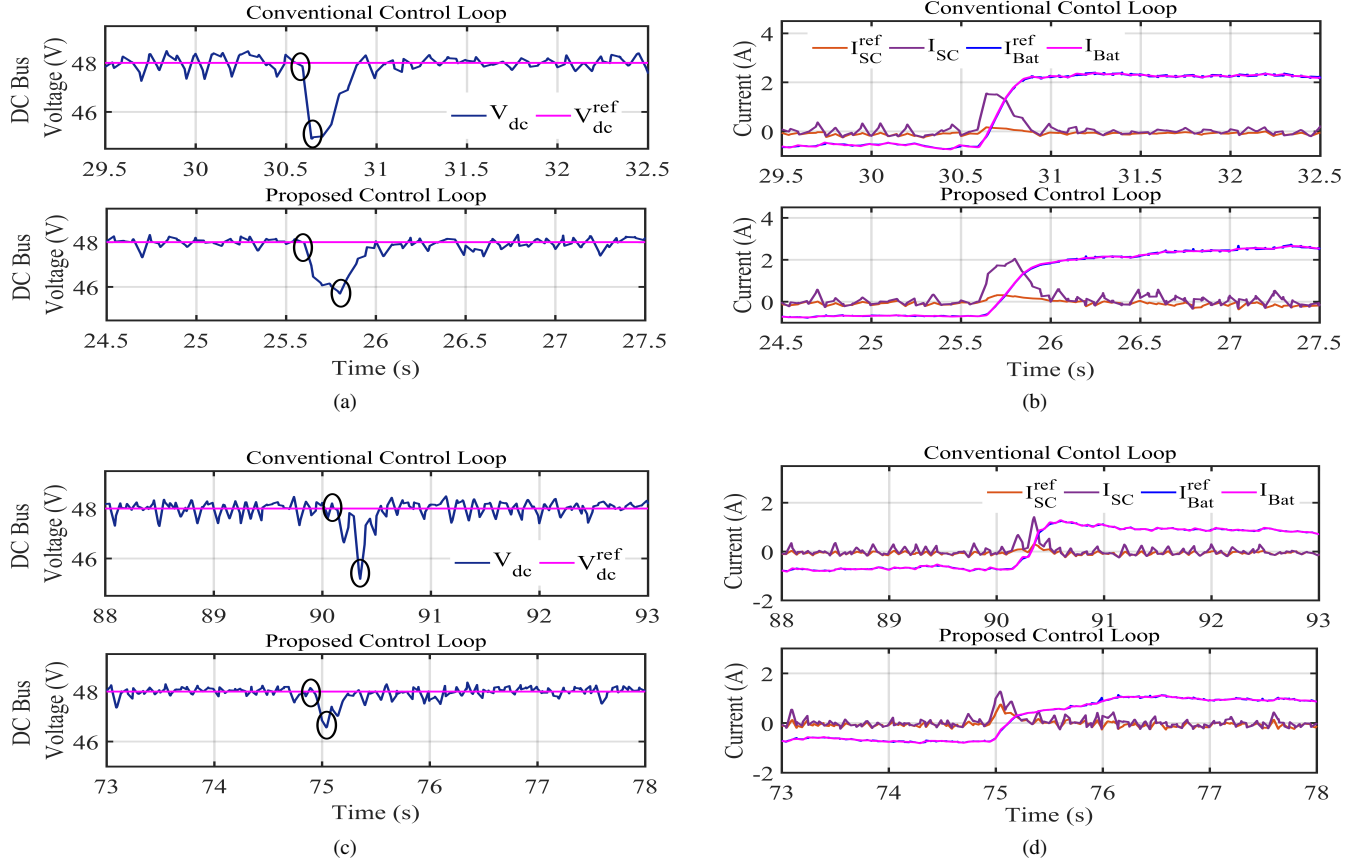 Conventional Control Loop
DC Bus
Voltage (V)
48
46
V_dc V_dc^ref
29.5 30 30.5 31 31.5 32 32.5
Proposed Control Loop
DC Bus
Voltage (V)
48
46
24.5 25 25.5 26 26.5 27 27.5
Time (s)
(a)
Conventional Contol Loop
Current (A)
4
2
0
I_SC^ref I_SC I_Bat^ref I_Bat
29.5 30 30.5 31 31.5 32 32.5
Proposed Control Loop
Current (A)
4
2
0
24.5 25 25.5 26 26.5 27 27.5
Time (s)
(b)
Conventional Control Loop
DC Bus
Voltage (V)
48
46
V_dc V_dc^ref
88 89 90 91 92 93
Proposed Control Loop
DC Bus
Voltage (V)
48
46
73 74 75 76 77 78
Time (s)
(c)
Conventional Contol Loop
Current (A)
2
0
-2
I_SC^ref I_SC I_Bat^ref I_Bat
88 89 90 91 92 93
Proposed Control Loop
Current (A)
2
0
-2
73 74 75 76 77 78
Time (s)
(d)